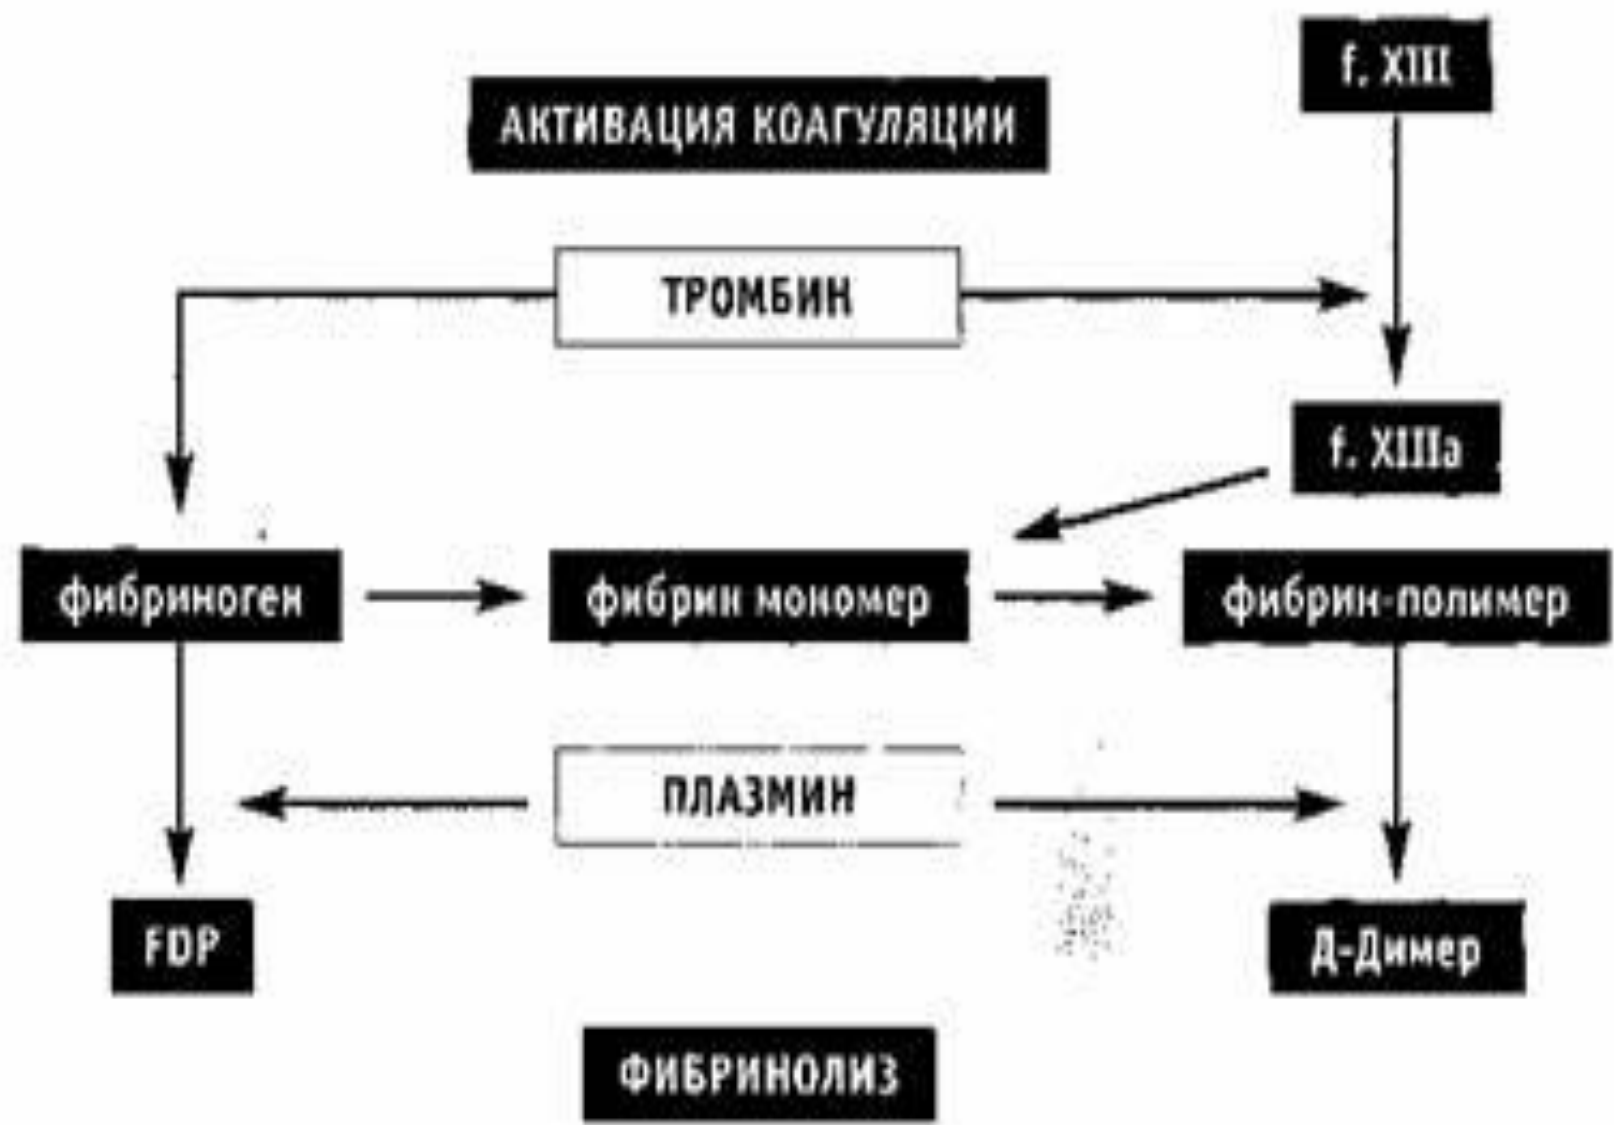 f. XIII
АКТИВАЦИЯ КОАГУЛЯЦИИ
ТРОМБИН
f. XIIIa
фибриноген
фибрин мономер
фибрин-полимер
ПЛАЗМИН
FDP
Д-Димер
ФИБРИНОЛИЗ